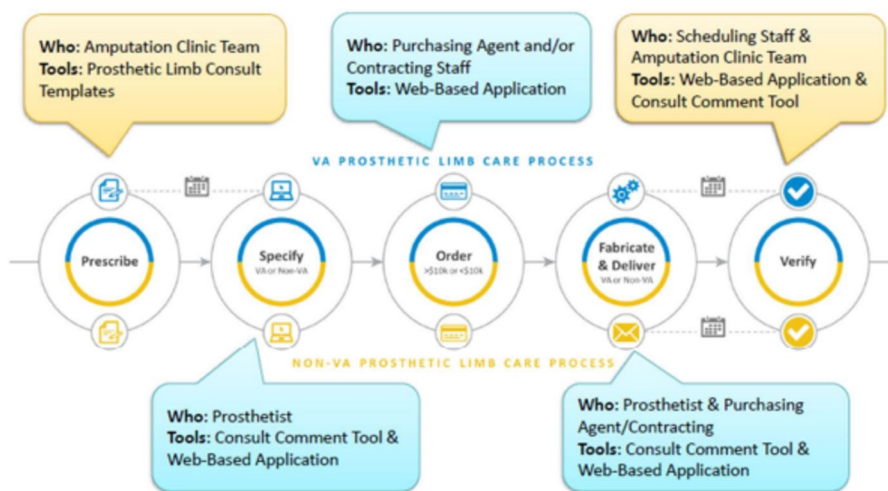 Who: Amputation Clinic Team
Tools: Prosthetic Limb Consult
Templates
Who: Purchasing Agent and/or
Contracting Staff
Tools: Web-Based Application
Who: Scheduling Staff &
Amputation Clinic Team
Tools: Web-Based Application &
Consult Comment Tool
VA PROSTHETIC LIMB CARE PROCESS
Prescribe
Specify
VA or Non-VA
Order
>$10k or <$10k
Fabricate
& Deliver
VA or Non-VA
Verify
NON-VA PROSTHETIC LIMB CARE PROCESS
Who: Prosthetist
Tools: Consult Comment Tool &
Web-Based Application
Who: Prosthetist & Purchasing
Agent/Contracting
Tools: Consult Comment Tool &
Web-Based Application